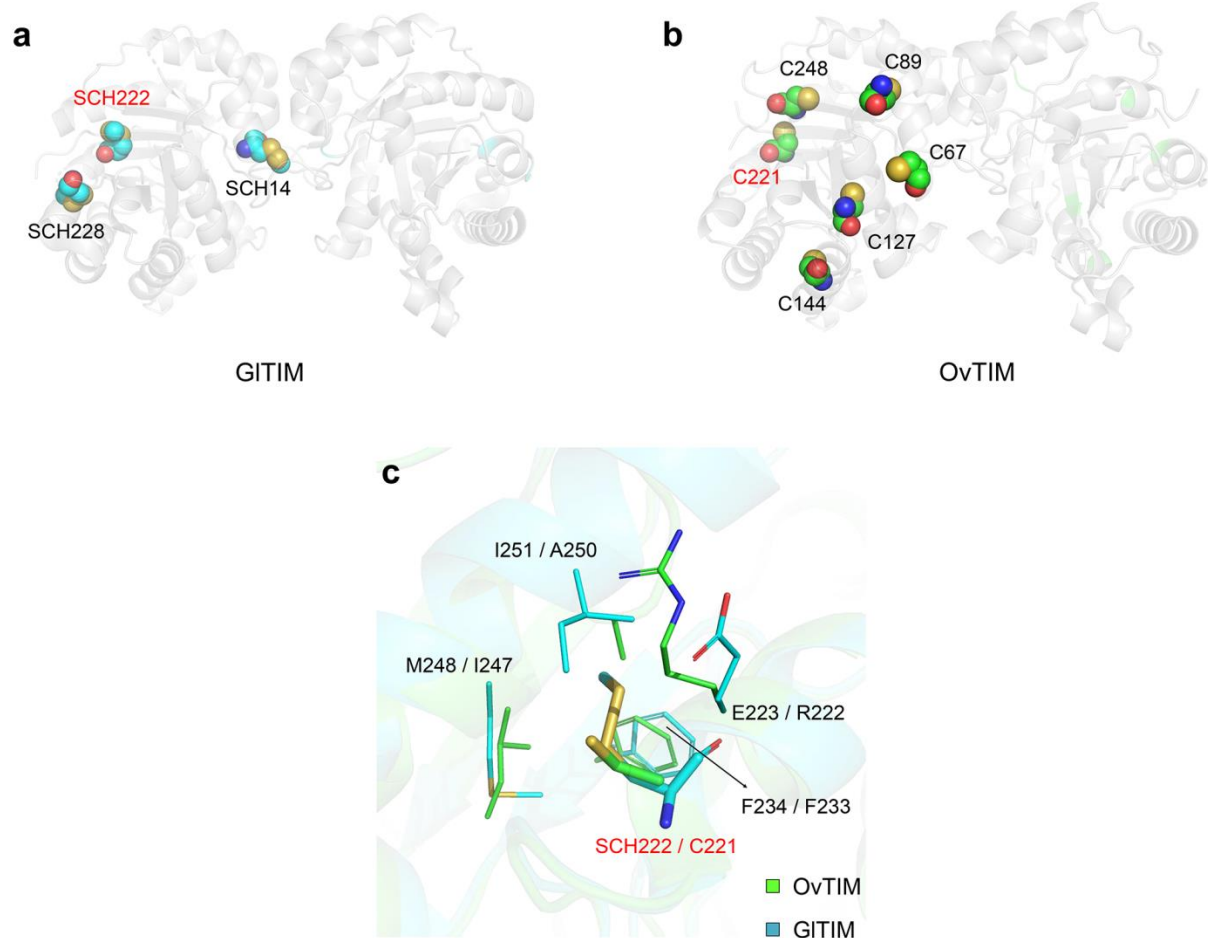 a
b
SCH222
SCH14
SCH228
C248
C89
C221
C67
C127
C144
GlTIM
OvTIM
c
I251 / A250
M248 / I247
E223 / R222
F234 / F233
SCH222 / C221
OvTIM
GlTIM